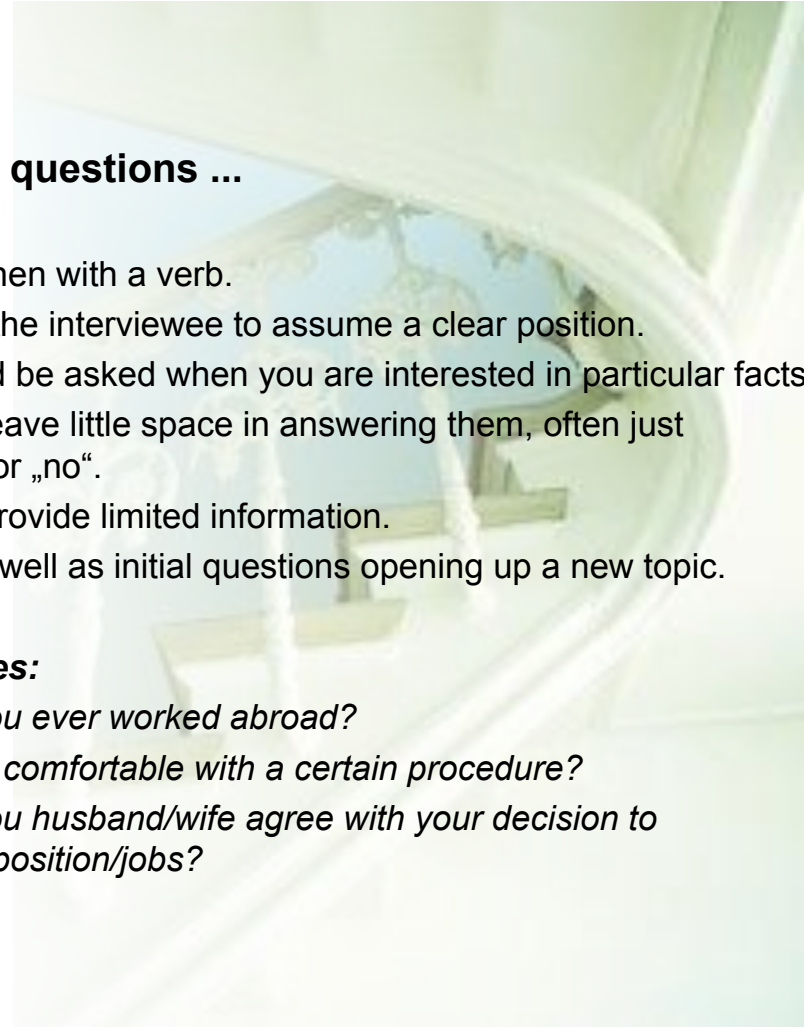 questions ...
hen with a verb.
he interviewee to assume a clear position.
d be asked when you are interested in particular facts
eave little space in answering them, often just
or „no“.
rovide limited information.
well as initial questions opening up a new topic.
es:
ou ever worked abroad?
comfortable with a certain procedure?
ou husband/wife agree with your decision to
position/jobs?